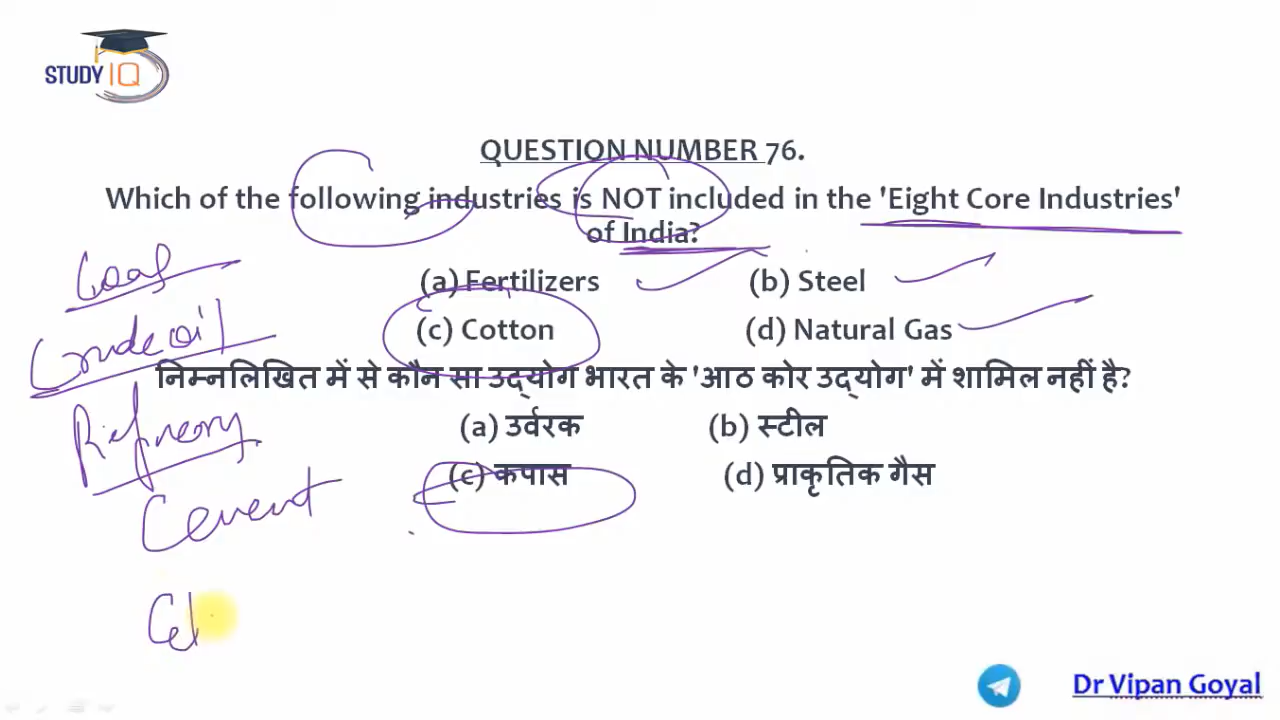 STUDY IQ
QUESTION NUMBER 76.
Which of the following industries is NOT included in the 'Eight Core Industries'
of India?
(a) Fertilizers (b) Steel
(c) Cotton (d) Natural Gas
Coal
Crude oil
Refinery
Cement
El
निम्नलिखित में से कौन सा उद्योग भारत के 'आठ कोर उद्योग' में शामिल नहीं है?
(a) उर्वरक (b) स्टील
(c) कपास (d) प्राकृतिक गैस
Dr Vipan Goyal